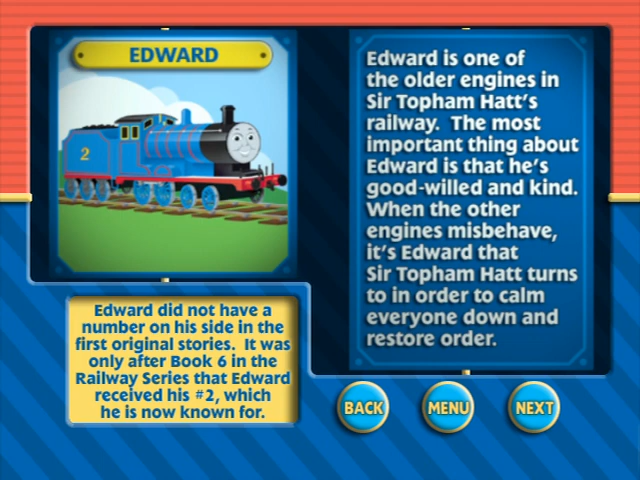 EDWARD
2
Edward is one of
the older engines in
Sir Topham Hatt's
railway. The most
important thing about
Edward is that he's
good-willed and kind.
When the other
engines misbehave,
it's Edward that
Sir Topham Hatt turns
to in order to calm
everyone down and
restore order.
Edward did not have a
number on his side in the
first original stories. It was
only after Book 6 in the
Railway Series that Edward
received his #2, which
he is now known for.
BACK
MENU
NEXT